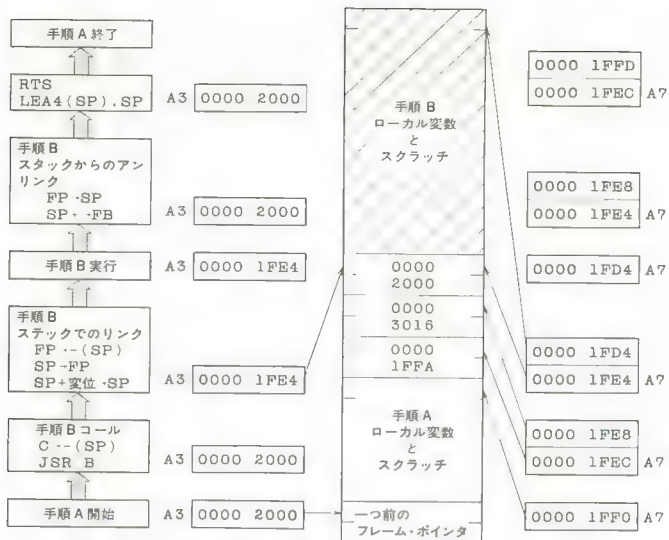 手順A終了
RTS
LEA4(SP).SP
A3 0000 2000
手順B
スタックからのアン
リンク
FP・SP
SP+・FB
A3 0000 2000
手順B実行
A3 0000 1FE4
手順B
ステックでのリンク
FP・-(SP)
SP-FP
SP+変位・SP
A3 0000 1FE4
手順Bコール
C・-(SP)
JSR B
A3 0000 2000
手順A開始
A3 0000 2000
手順B
ローカル変数
と
スクラッチ
0000
2000
0000
3016
0000
1FFA
手順A
ローカル変数
と
スクラッチ
一つ前の
フレーム・ポインタ
0000 1FFD
0000 1FEC A7
0000 1FE8
0000 1FE4 A7
0000 1FD4 A7
0000 1FD4
0000 1FE4 A7
0000 1FE8
0000 1FEC A7
0000 1FF0 A7